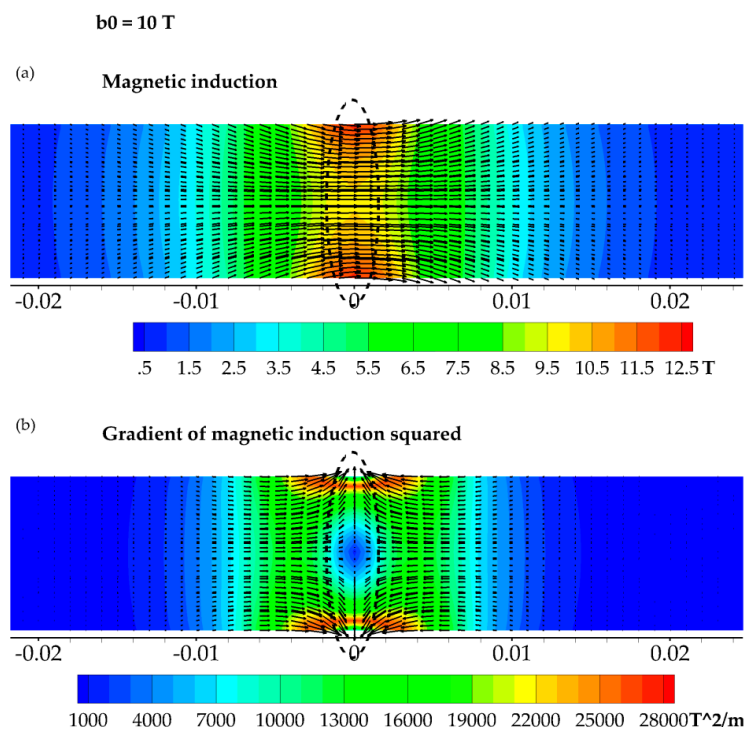 b0 = 10 T
(a)
Magnetic induction
-0.02 -0.01 0 0.01 0.02
.5 1.5 2.5 3.5 4.5 5.5 6.5 7.5 8.5 9.5 10.5 11.5 12.5 T
(b)
Gradient of magnetic induction squared
-0.02 -0.01 0 0.01 0.02
1000 4000 7000 10000 13000 16000 19000 22000 25000 28000 T^2/m